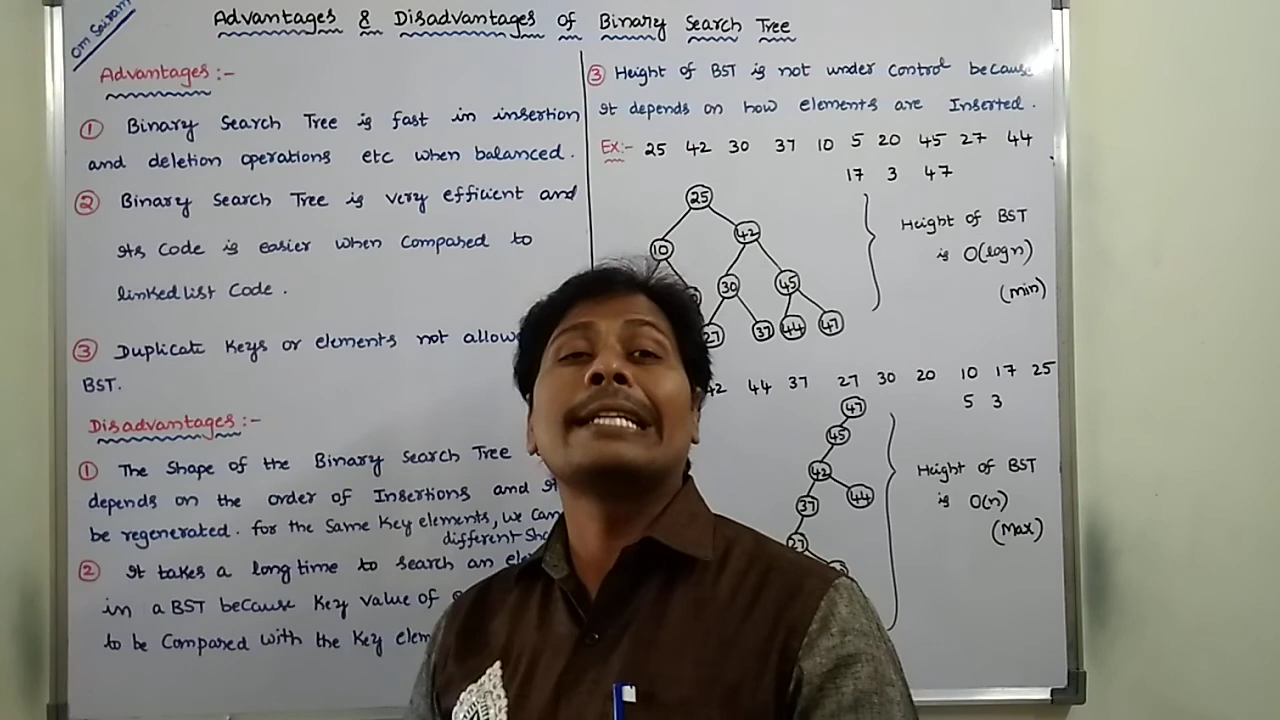 Om Sairam
Advantages & Disadvantages of Binary Search Tree
Advantages :-
① Binary Search Tree is fast in insertion
and deletion operations etc when balanced.
② Binary Search Tree is very efficient and
its code is easier when compared to
linked list code.
③ Duplicate Keys or elements not
BST.
Disadvantages :-
① The Shape of the Binary Search Tree
depends on the order of Insertions and
be regenerated. for the Same Key elements, we can
different
② It takes a long time to search an
in a BST because Key value of
to be Compared with the Key
③ Height of BST is not under control because
it depends on how elements are Inserted.
Ex:- 25 42 30 37 10 5 20 45 27 44
17 3 47
25
42
10
30
45
27
37
44
47
Height of BST
is O(log n)
(min)
42 44 37 27 30 20 10 17 25
5 3
47
45
42
44
37
27
Height of BST
is O(n)
(Max)